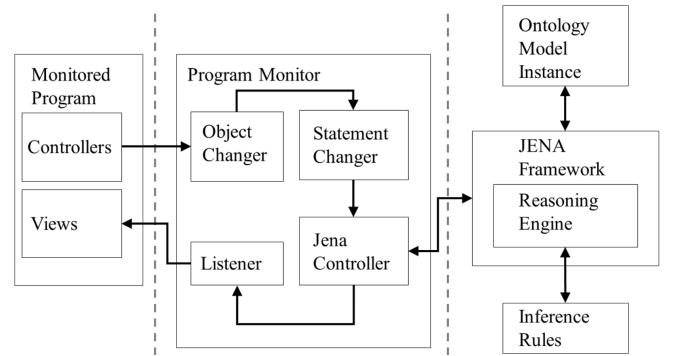 Monitored
Program
Controllers
Views
Program Monitor
Object
Changer
Statement
Changer
Listener
Jena
Controller
Ontology
Model
Instance
JENA
Framework
Reasoning
Engine
Inference
Rules